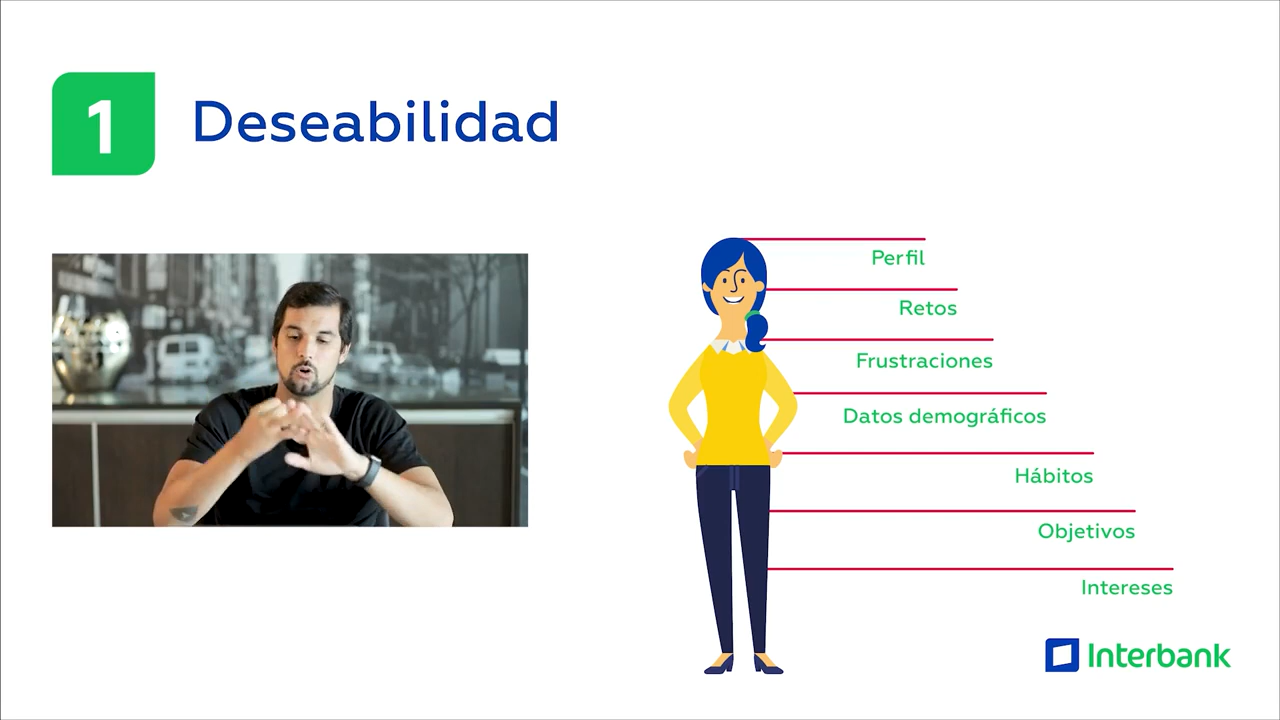 1
Deseabilidad
Perfil
Retos
Frustraciones
Datos demográficos
Hábitos
Objetivos
Intereses
Interbank